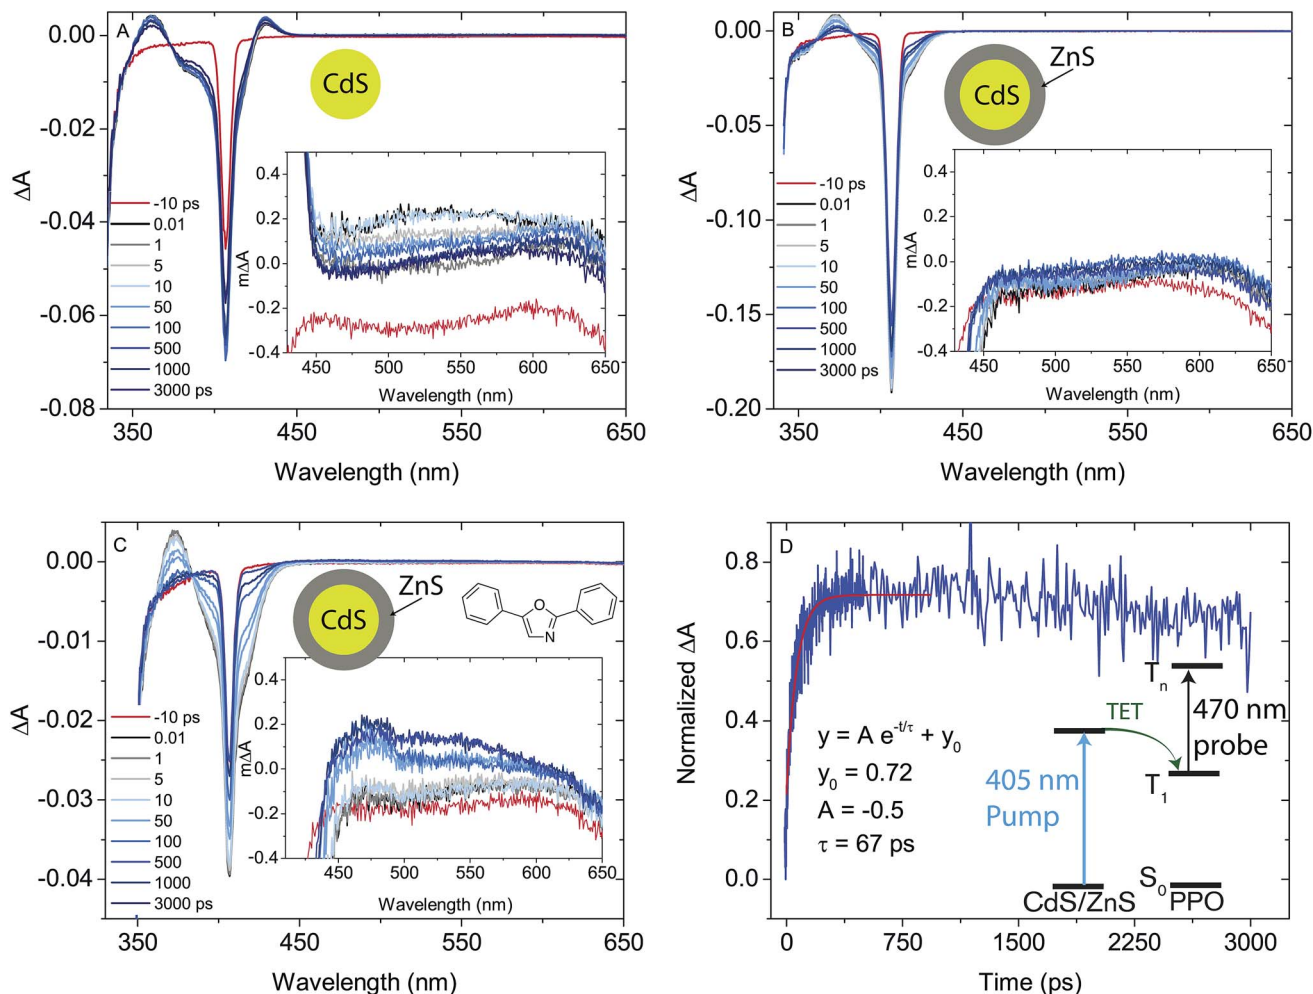 A
0.00
-0.02
-0.04
-0.06
-0.08
ΔA
CdS
-10 ps
0.01
1
5
10
50
100
500
1000
3000 ps
0.4
0.2
0.0
-0.2
-0.4
mΔA
450
500
550
600
650
Wavelength (nm)
350
450
550
650
Wavelength (nm)
B
0.00
-0.05
-0.10
-0.15
-0.20
ΔA
ZnS
CdS
-10 ps
0.01
1
5
10
50
100
500
1000
3000 ps
0.4
0.2
0.0
-0.2
-0.4
mΔA
450
500
550
600
650
Wavelength (nm)
350
450
550
650
Wavelength (nm)
C
0.00
-0.01
-0.02
-0.03
-0.04
ΔA
ZnS
CdS
O
N
-10 ps
0.01
1
5
10
50
100
500
1000
3000 ps
0.4
0.2
0.0
-0.2
-0.4
mΔA
450
500
550
600
650
350
450
550
650
Wavelength (nm)
D
0.8
0.6
0.4
0.2
0.0
Normalized ΔA
y = A e^-t/τ + y₀
y₀ = 0.72
A = -0.5
τ = 67 ps
405 nm
Pump
TET
Tₙ
470 nm
probe
T₁
S₀
CdS/ZnS
PPO
0
750
1500
2250
3000
Time (ps)